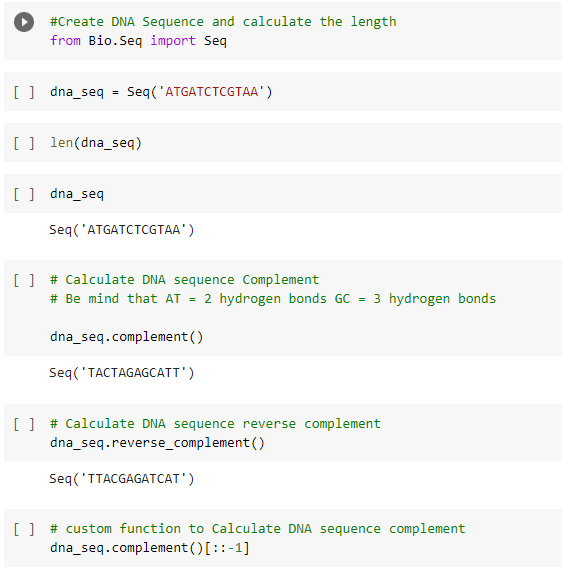 #Create DNA Sequence and calculate the length
from Bio.Seq import Seq
[ ] dna_seq = Seq('ATGATCTCGTAA')
[ ] len(dna_seq)
[ ] dna_seq
Seq('ATGATCTCGTAA')
[ ] # Calculate DNA sequence Complement
# Be mind that AT = 2 hydrogen bonds GC = 3 hydrogen bonds
dna_seq.complement()
Seq('TACTAGAGCATT')
[ ] # Calculate DNA sequence reverse complement
dna_seq.reverse_complement()
Seq('TTACGAGATCAT')
[ ] # custom function to Calculate DNA sequence complement
dna_seq.complement()[::-1]